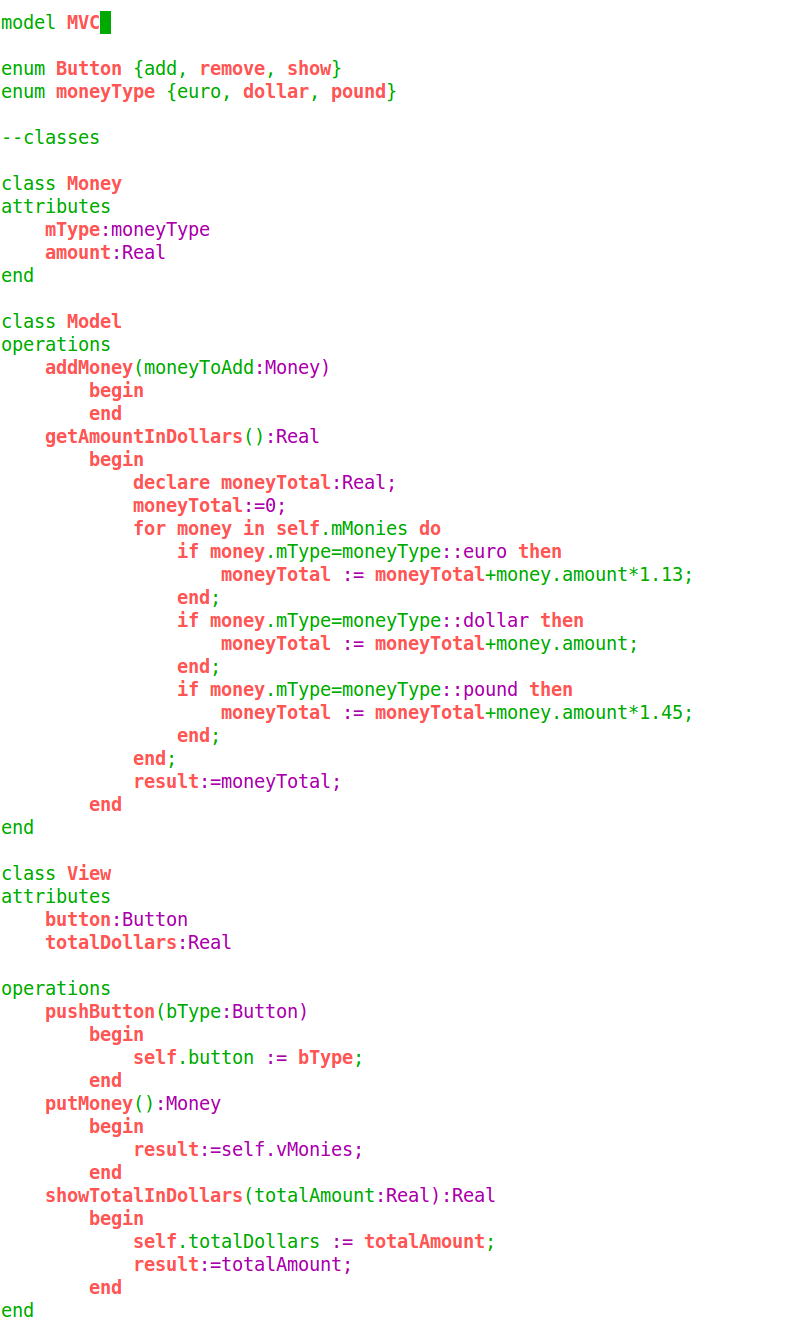 model MVC
enum Button {add, remove, show}
enum moneyType {euro, dollar, pound}
--classes
class Money
attributes
    mType:moneyType
    amount:Real
end
class Model
operations
    addMoney(moneyToAdd:Money)
        begin
        end
    getAmountInDollars():Real
        begin
            declare moneyTotal:Real;
            moneyTotal:=0;
            for money in self.mMonies do
                if money.mType=moneyType::euro then
                    moneyTotal := moneyTotal+money.amount*1.13;
                end;
                if money.mType=moneyType::dollar then
                    moneyTotal := moneyTotal+money.amount;
                end;
                if money.mType=moneyType::pound then
                    moneyTotal := moneyTotal+money.amount*1.45;
                end;
            end;
            result:=moneyTotal;
        end
end
class View
attributes
    button:Button
    totalDollars:Real
operations
    pushButton(bType:Button)
        begin
            self.button := bType;
        end
    putMoney():Money
        begin
            result:=self.vMonies;
        end
    showTotalInDollars(totalAmount:Real):Real
        begin
            self.totalDollars := totalAmount;
            result:=totalAmount;
        end
end